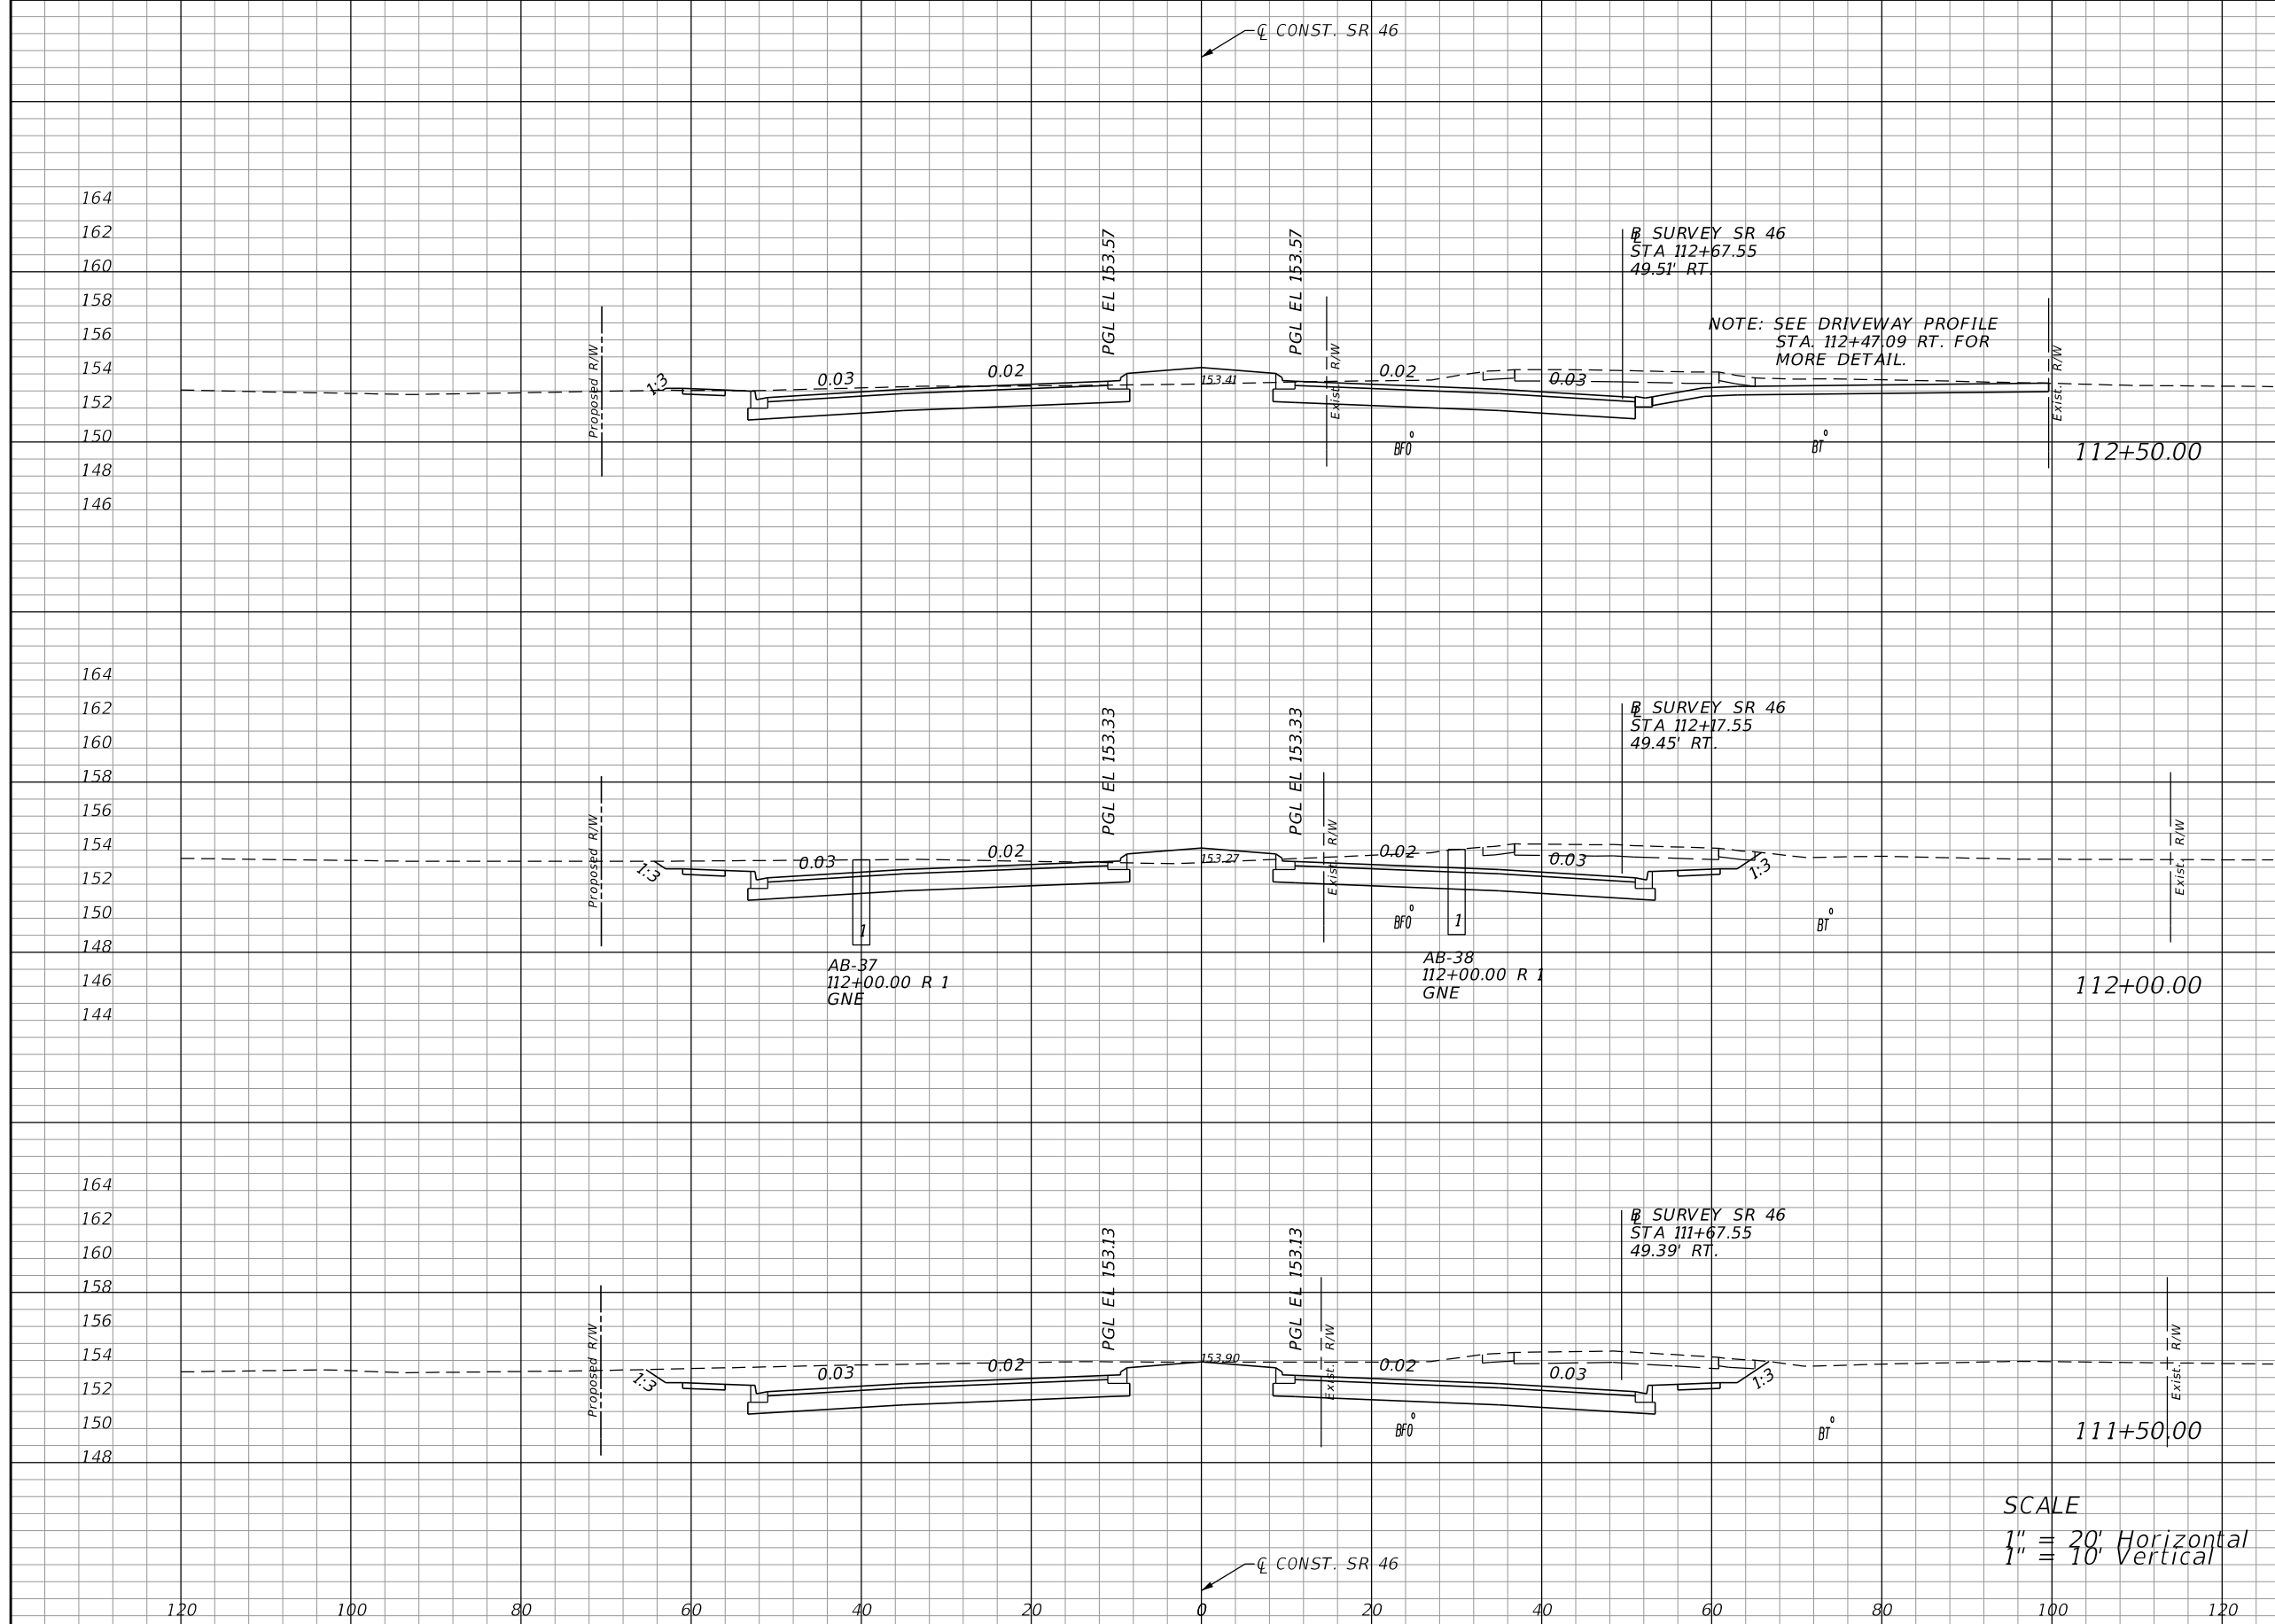 ℄ CONST. SR 46
164
162
160
158
156
154
152
150
148
146
PGL EL 153.57
PGL EL 153.57
℄ SURVEY SR 46
STA 112+67.55
49.51' RT.
NOTE: SEE DRIVEWAY PROFILE
STA. 112+47.09 RT. FOR
MORE DETAIL.
Proposed R/W
1:3
0.03
0.02
153.41
Exist. R/W
0.02
0.03
Exist. R/W
BFO
BT
112+50.00
164
162
160
158
156
154
152
150
148
146
144
PGL EL 153.33
PGL EL 153.33
℄ SURVEY SR 46
STA 112+17.55
49.45' RT.
Proposed R/W
1:3
0.03
0.02
153.27
Exist. R/W
0.02
0.03
1:3
Exist. R/W
BFO
BT
1
1
AB-37
112+00.00 R 1
GNE
AB-38
112+00.00 R 1
GNE
112+00.00
164
162
160
158
156
154
152
150
148
PGL EL 153.13
PGL EL 153.13
℄ SURVEY SR 46
STA 111+67.55
49.39' RT.
Proposed R/W
1:3
0.03
0.02
153.90
Exist. R/W
0.02
0.03
1:3
Exist. R/W
BFO
BT
111+50.00
SCALE
1" = 20' Horizontal
1" = 10' Vertical
℄ CONST. SR 46
120 100 80 60 40 20 0 20 40 60 80 100 120